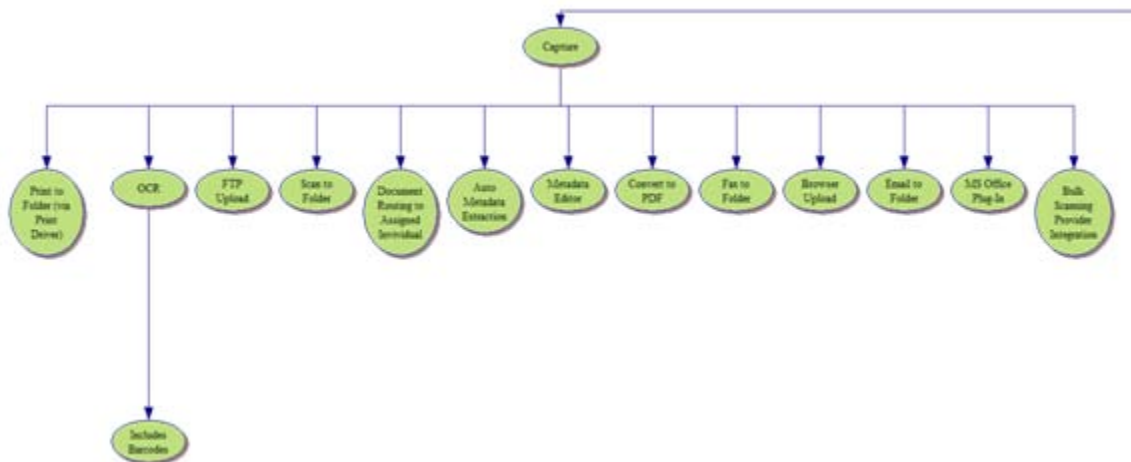 Capture
Print to
Folder (via
Print
Driver)
OCR
FTP
Upload
Scan to
Folder
Document
Routing to
Assigned
Invividual
Auto
Metadata
Extraction
Metadata
Editor
Convert to
PDF
Fax to
Folder
Browser
Upload
Email to
Folder
MS Office
Plug-In
Bulk
Scanning
Provider
Integration
Includes
Barcodes